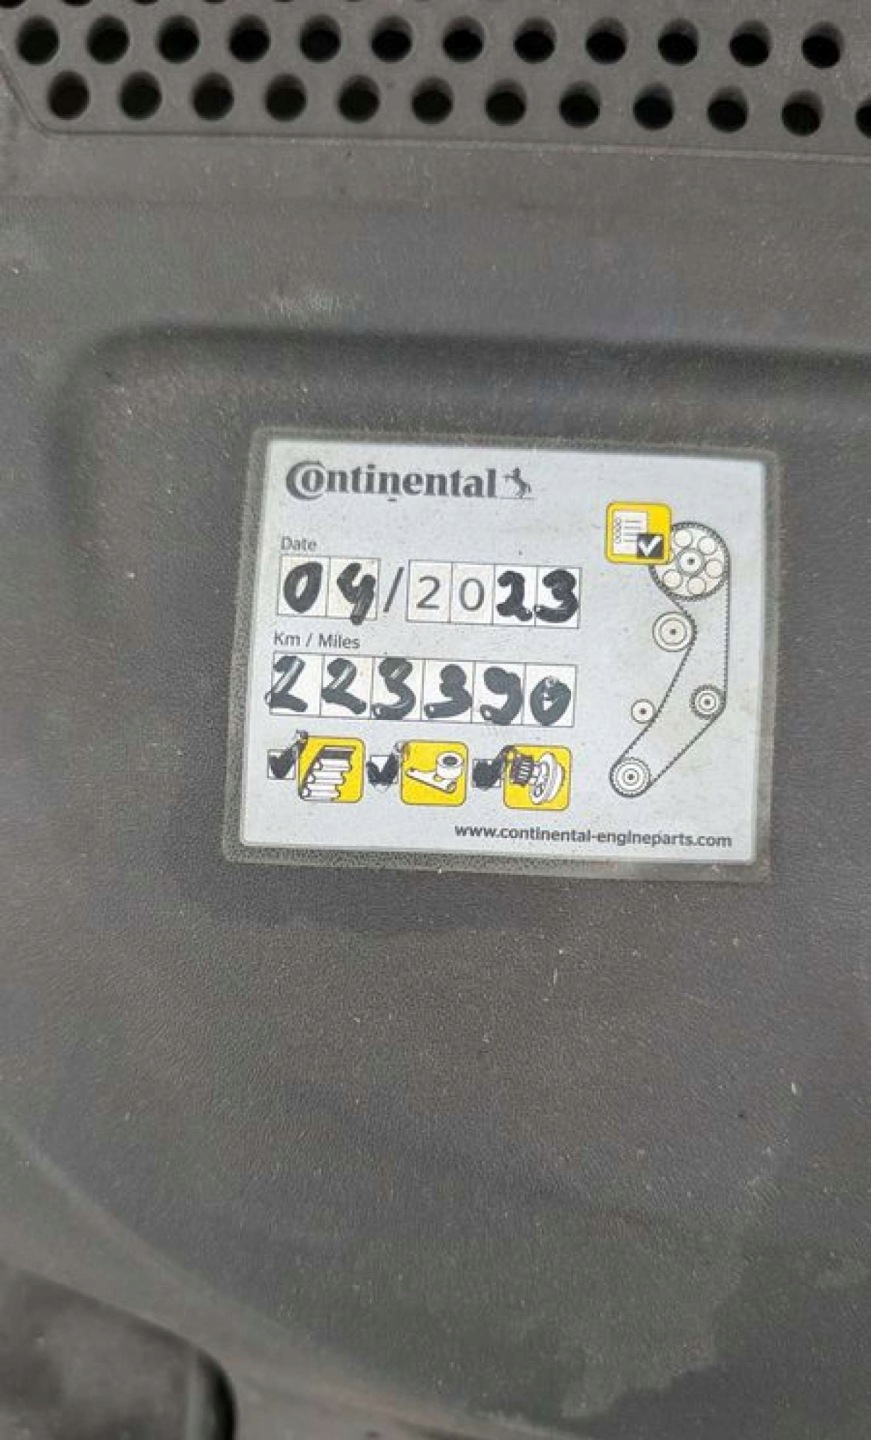 Continental
Date
04/2023
Km / Miles
223390
www.continental-engineparts.com